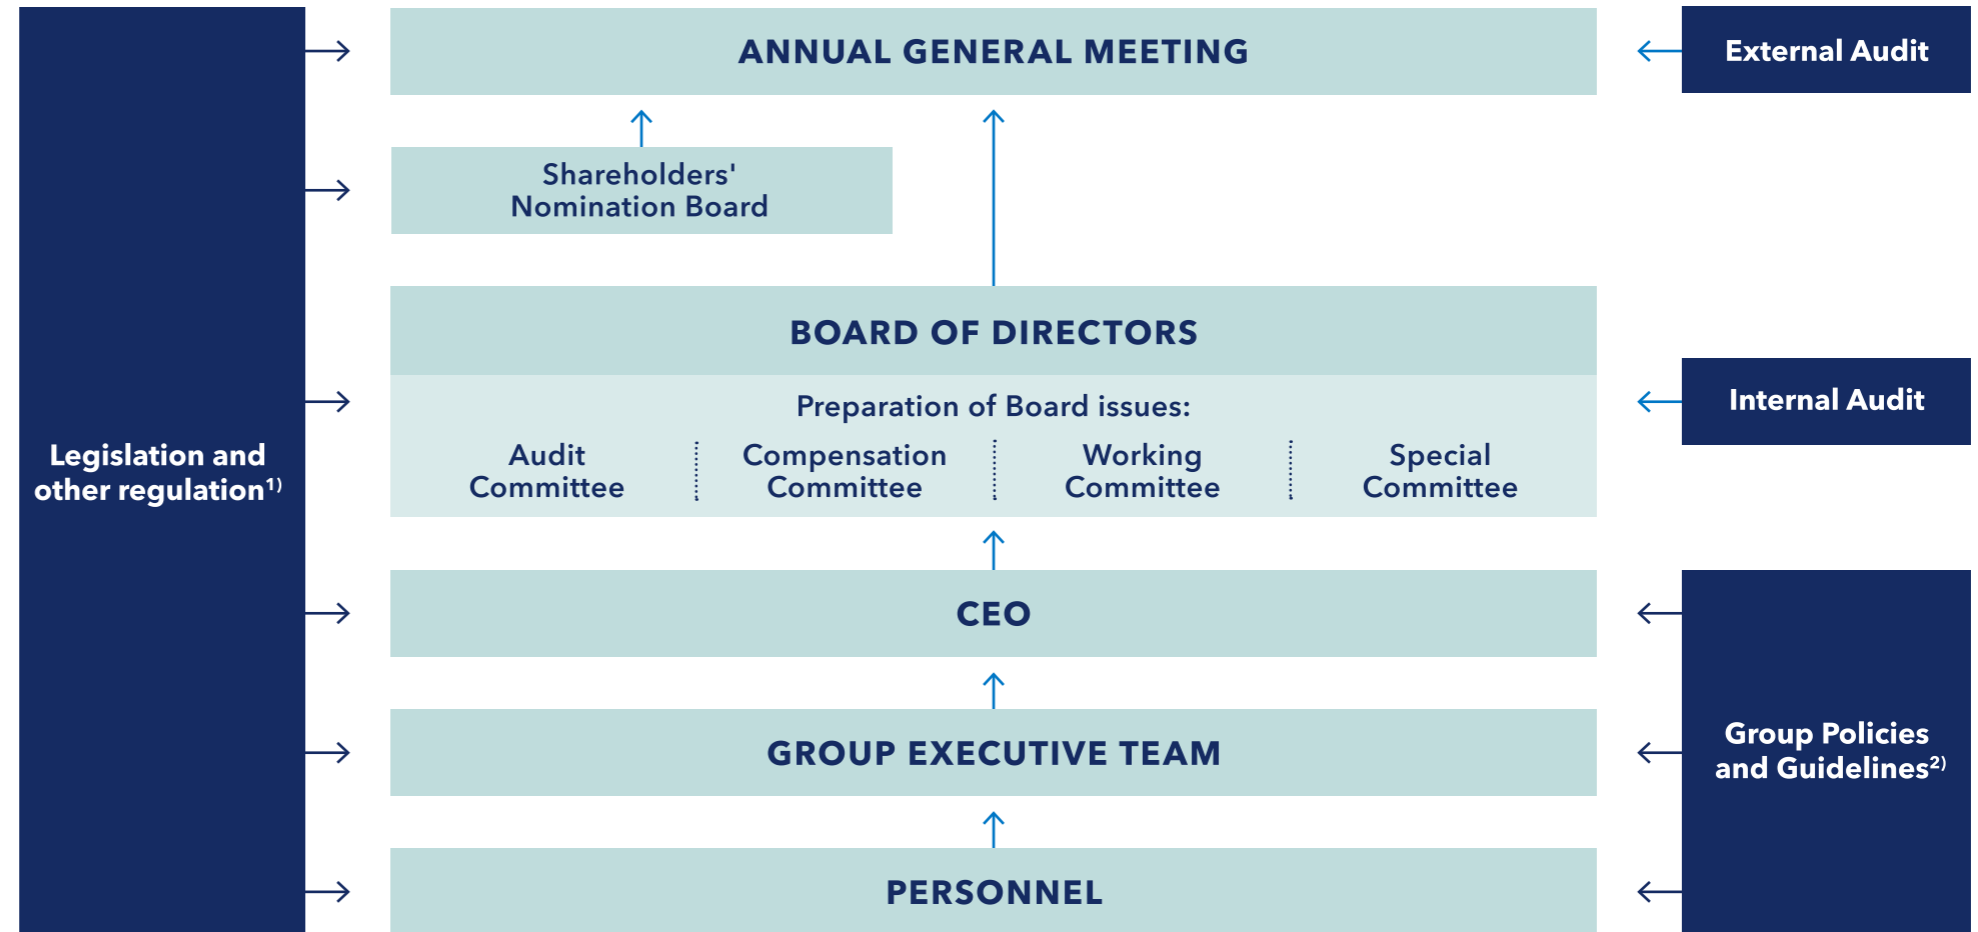 ANNUAL GENERAL MEETING
External Audit
Shareholders'
Nomination Board
BOARD OF DIRECTORS
Preparation of Board issues:
Audit
Committee
Compensation
Committee
Working
Committee
Special
Committee
Internal Audit
Legislation and
other regulation¹⁾
CEO
GROUP EXECUTIVE TEAM
Group Policies
and Guidelines²⁾
PERSONNEL